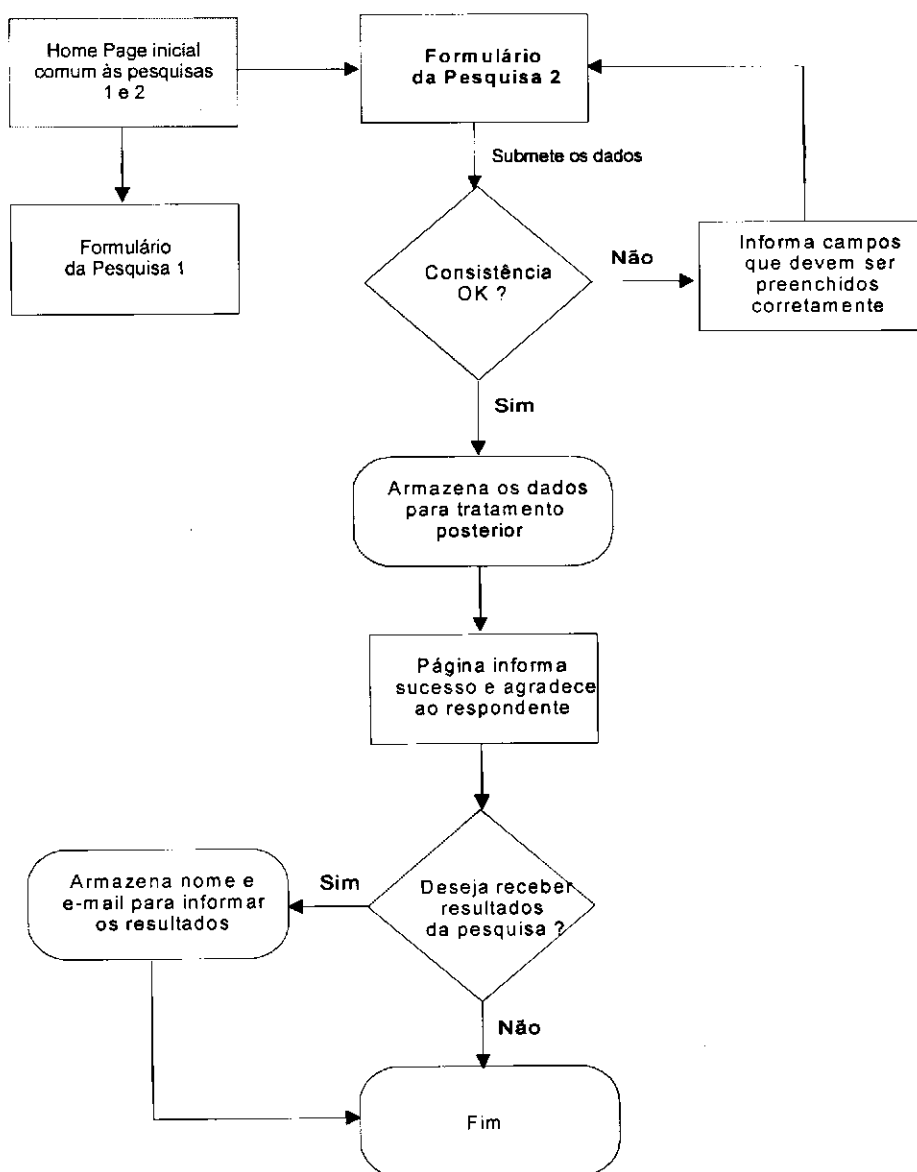 Home Page inicial
comum às pesquisas
1 e 2
Formulário
da Pesquisa 2
Submete os dados
Formulário
da Pesquisa 1
Consistência
OK ?
Não
Informa campos
que devem ser
preenchidos
corretamente
Sim
Armazena os dados
para tratamento
posterior
Página informa
sucesso e agradece
ao respondente
Deseja receber
resultados
da pesquisa ?
Sim
Armazena nome e
e-mail para informar
os resultados
Não
Fim